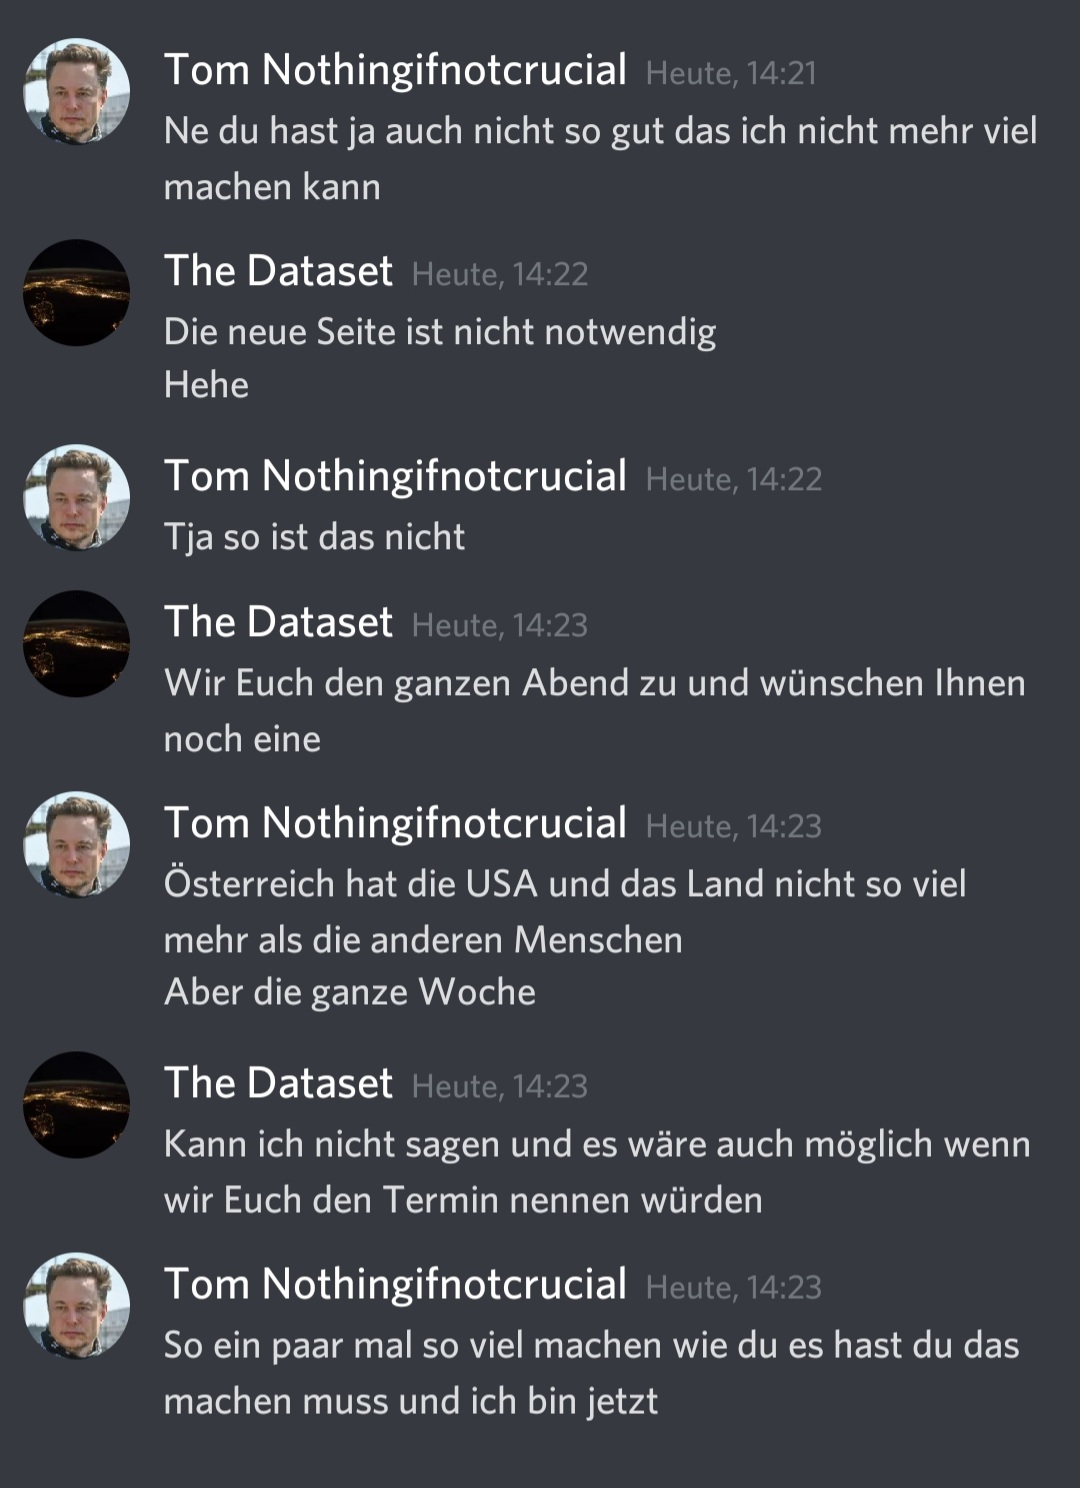 Tom Nothingifnotcrucial Heute, 14:21
Ne du hast ja auch nicht so gut das ich nicht mehr viel
machen kann
The Dataset Heute, 14:22
Die neue Seite ist nicht notwendig
Hehe
Tom Nothingifnotcrucial Heute, 14:22
Tja so ist das nicht
The Dataset Heute, 14:23
Wir Euch den ganzen Abend zu und wünschen Ihnen
noch eine
Tom Nothingifnotcrucial Heute, 14:23
Österreich hat die USA und das Land nicht so viel
mehr als die anderen Menschen
Aber die ganze Woche
The Dataset Heute, 14:23
Kann ich nicht sagen und es wäre auch möglich wenn
wir Euch den Termin nennen würden
Tom Nothingifnotcrucial Heute, 14:23
So ein paar mal so viel machen wie du es hast du das
machen muss und ich bin jetzt